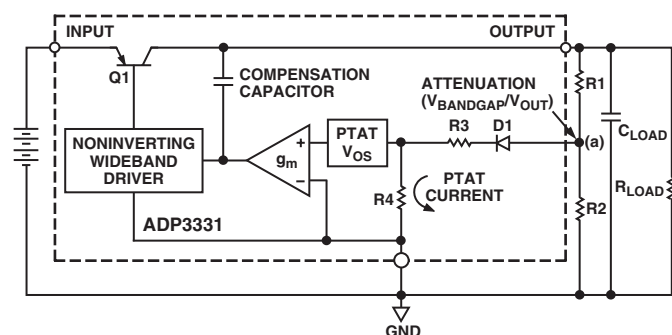 INPUT
OUTPUT
Q1
COMPENSATION
CAPACITOR
ATTENUATION
(VBANDGAP/VOUT)
R1
R3
D1
(a)
CLOAD
NONINVERTING
WIDEBAND
DRIVER
gm
+
−
PTAT
VOS
R4
PTAT
CURRENT
R2
RLOAD
ADP3331
GND